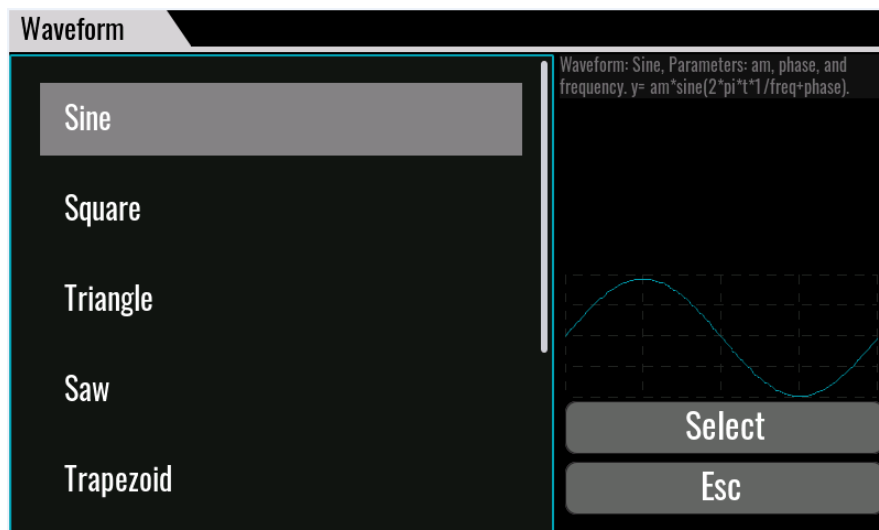 Waveform
Sine
Square
Triangle
Saw
Trapezoid
Waveform: Sine, Parameters: am, phase, and
frequency. y= am*sine(2*pi*t*1/freq+phase).
Select
Esc